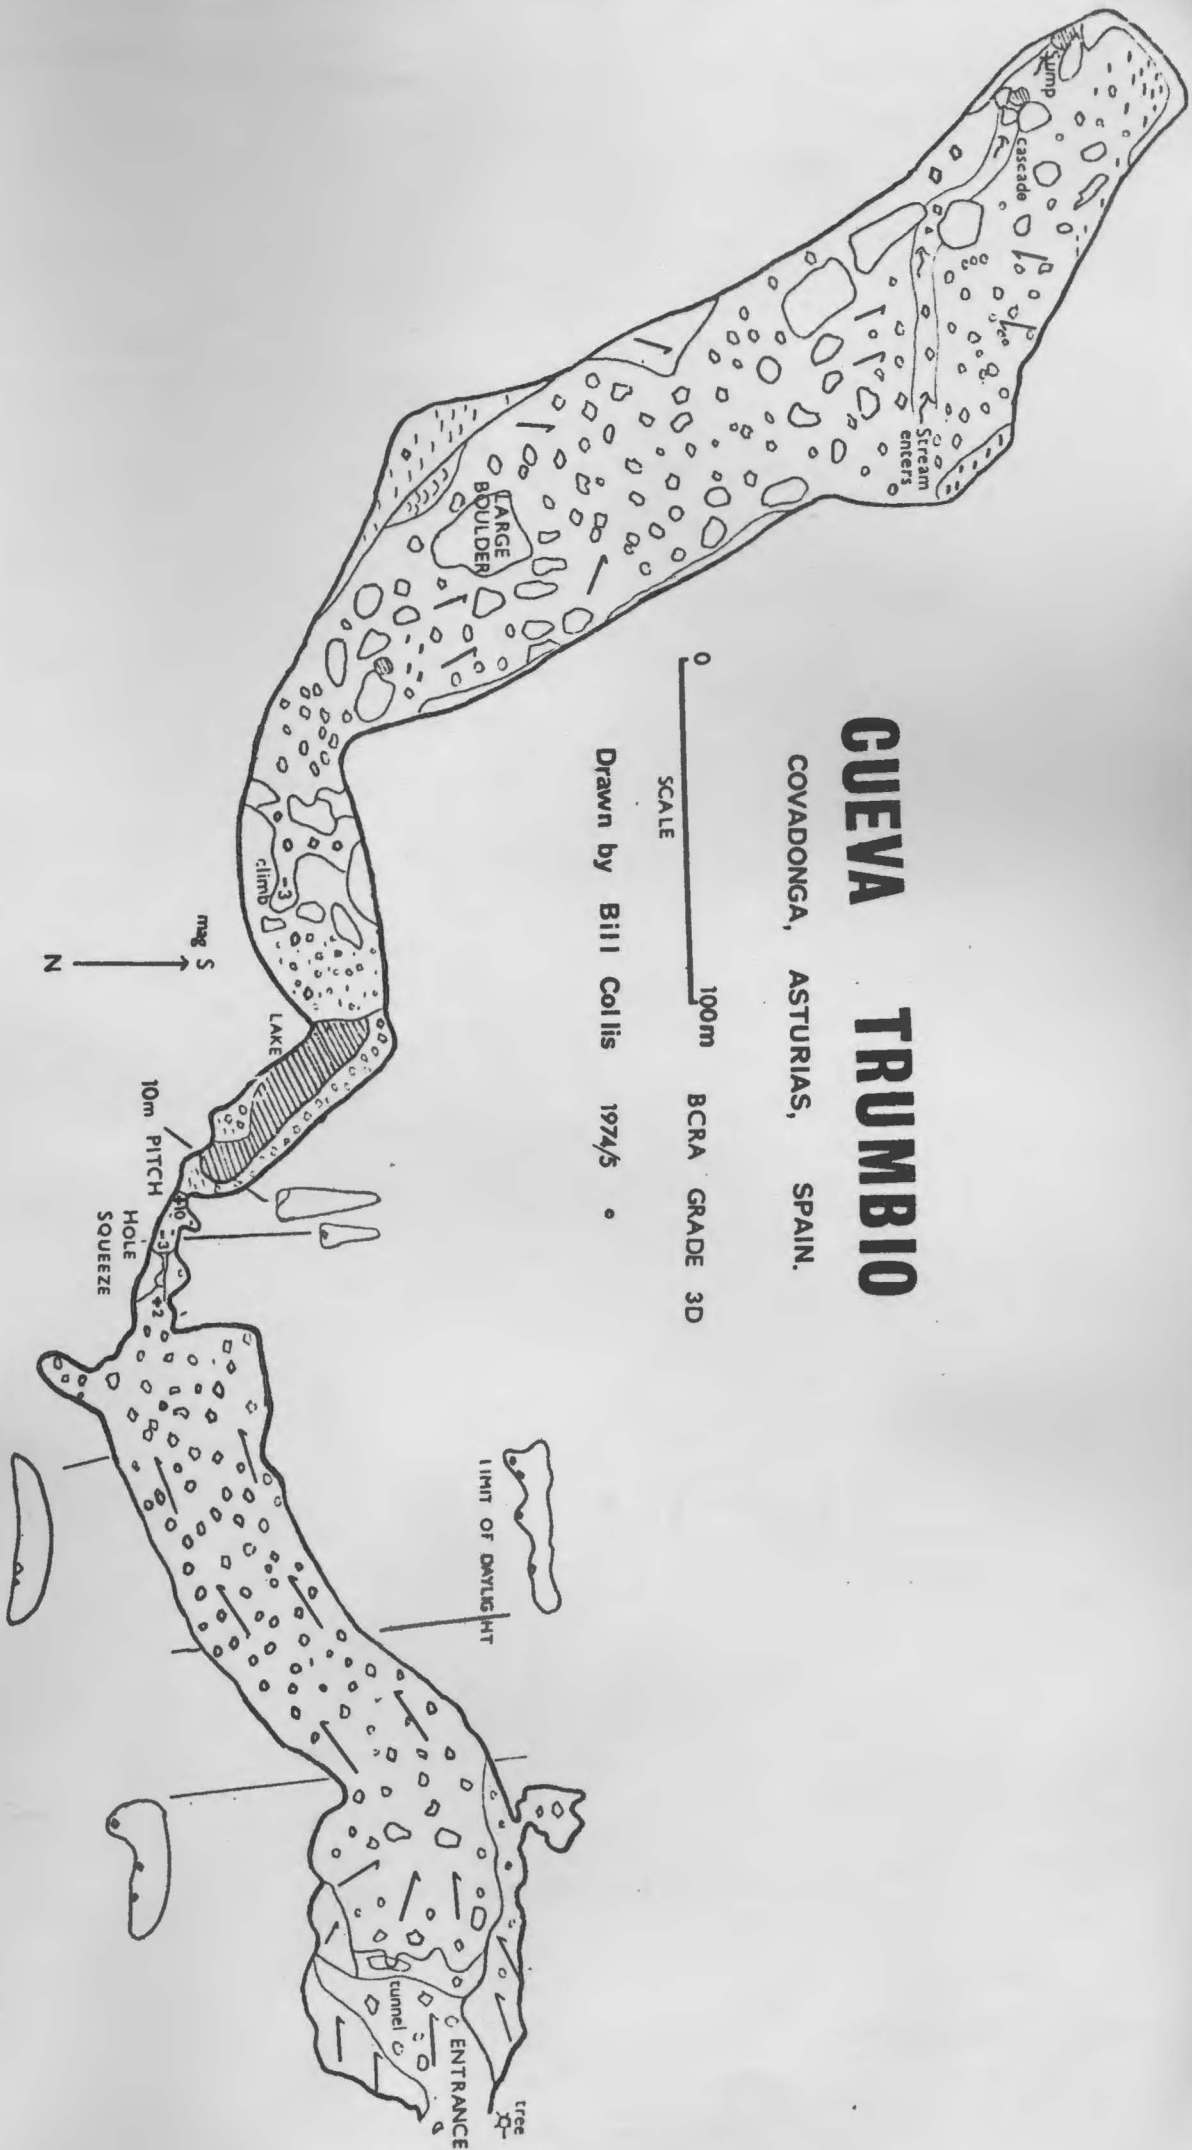 CUEVA TRUMBIO
COVADONGA, ASTURIAS, SPAIN.
0 100m BCRA GRADE 3D
SCALE
Drawn by Bill Collis 1974/5
Sump
cascade
Stream
enters
LARGE
BOULDER
-3
climb
mag S
N
LAKE
10m PITCH
+10
-3
HOLE
SQUEEZE
+2
LIMIT OF DAYLIGHT
tunnel
ENTRANCE
tree